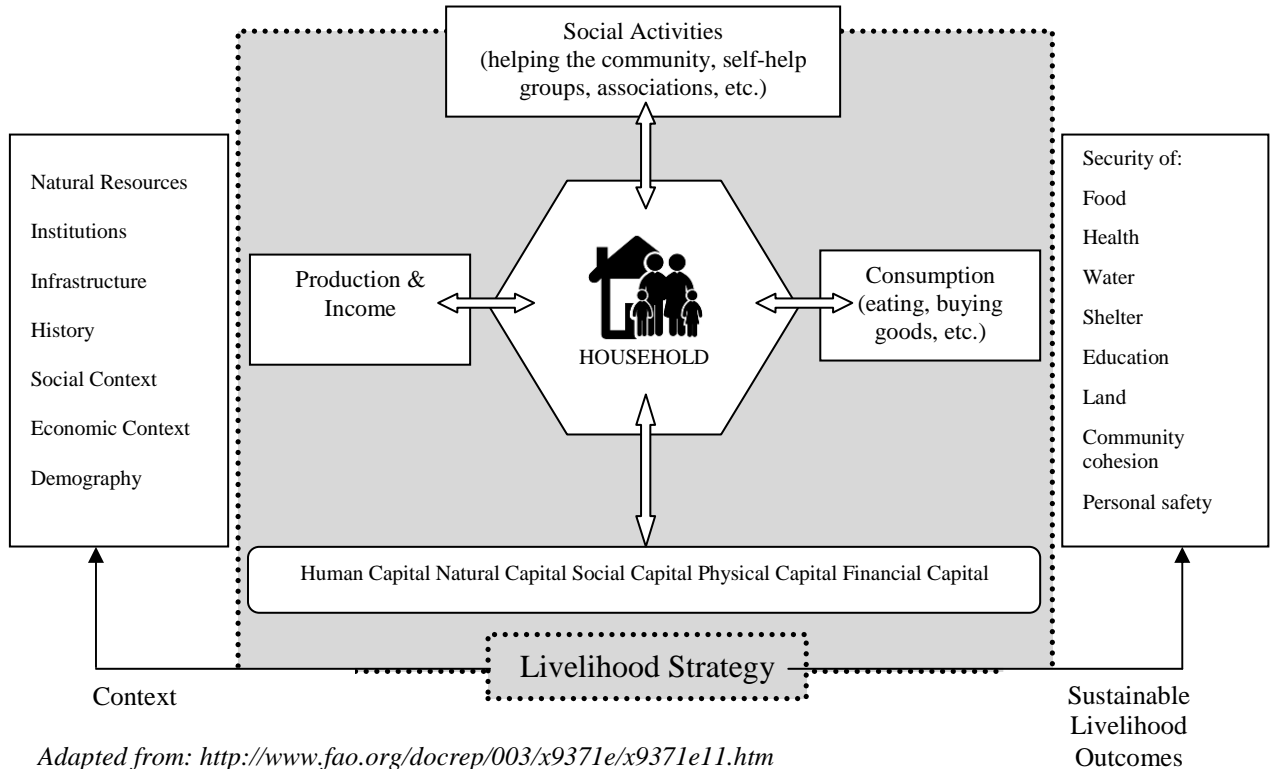 Social Activities
(helping the community, self-help
groups, associations, etc.)
Natural Resources
Institutions
Infrastructure
History
Social Context
Economic Context
Demography
Production &
Income
HOUSEHOLD
Consumption
(eating, buying
goods, etc.)
Security of:
Food
Health
Water
Shelter
Education
Land
Community
cohesion
Personal safety
Human Capital Natural Capital Social Capital Physical Capital Financial Capital
Livelihood Strategy
Context
Sustainable
Livelihood
Outcomes
Adapted from: http://www.fao.org/docrep/003/x9371e/x9371e11.htm